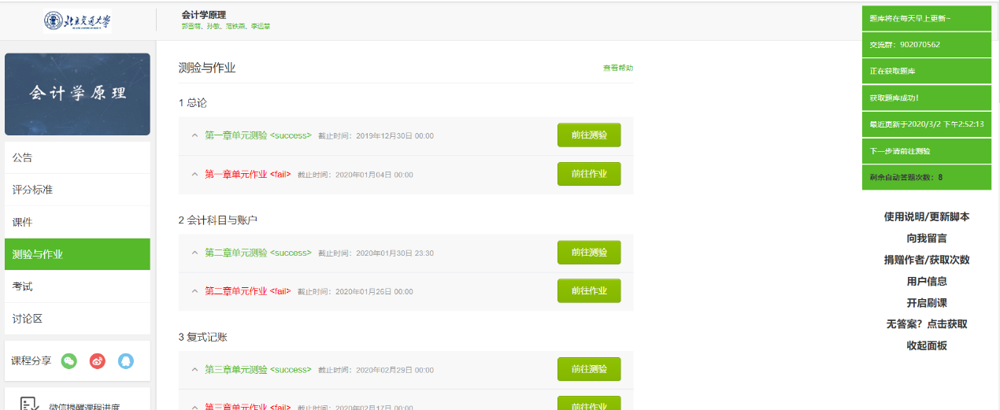 北京交通大学
会计学原理
郭雪萌、孙敏、范铁燕、李远慧
会计学原理
公告
评分标准
课件
测验与作业
考试
讨论区
课程分享
微信提醒课程进度
测验与作业
查看帮助
1 总论
第一章单元测验 <success> 截止时间：2019年12月30日 00:00
前往测验
第一章单元作业 <fail> 截止时间：2020年01月04日 00:00
前往作业
2 会计科目与账户
第二章单元测验 <success> 截止时间：2020年01月30日 23:30
前往测验
第二章单元作业 <fail> 截止时间：2020年01月26日 00:00
前往作业
3 复式记账
第三章单元测验 <success> 截止时间：2020年02月29日 00:00
前往测验
第三章单元作业 <fail> 截止时间：2020年02月17日 00:00
前往作业
题库将在每天早上更新~
交流群：902070562
正在获取题库
获取题库成功！
最近更新于2020/3/2 下午2:52:13
下一步请前往测验
剩余自动答题次数：8
使用说明/更新脚本
向我留言
捐赠作者/获取次数
用户信息
开启刷课
无答案？点击获取
收起面板